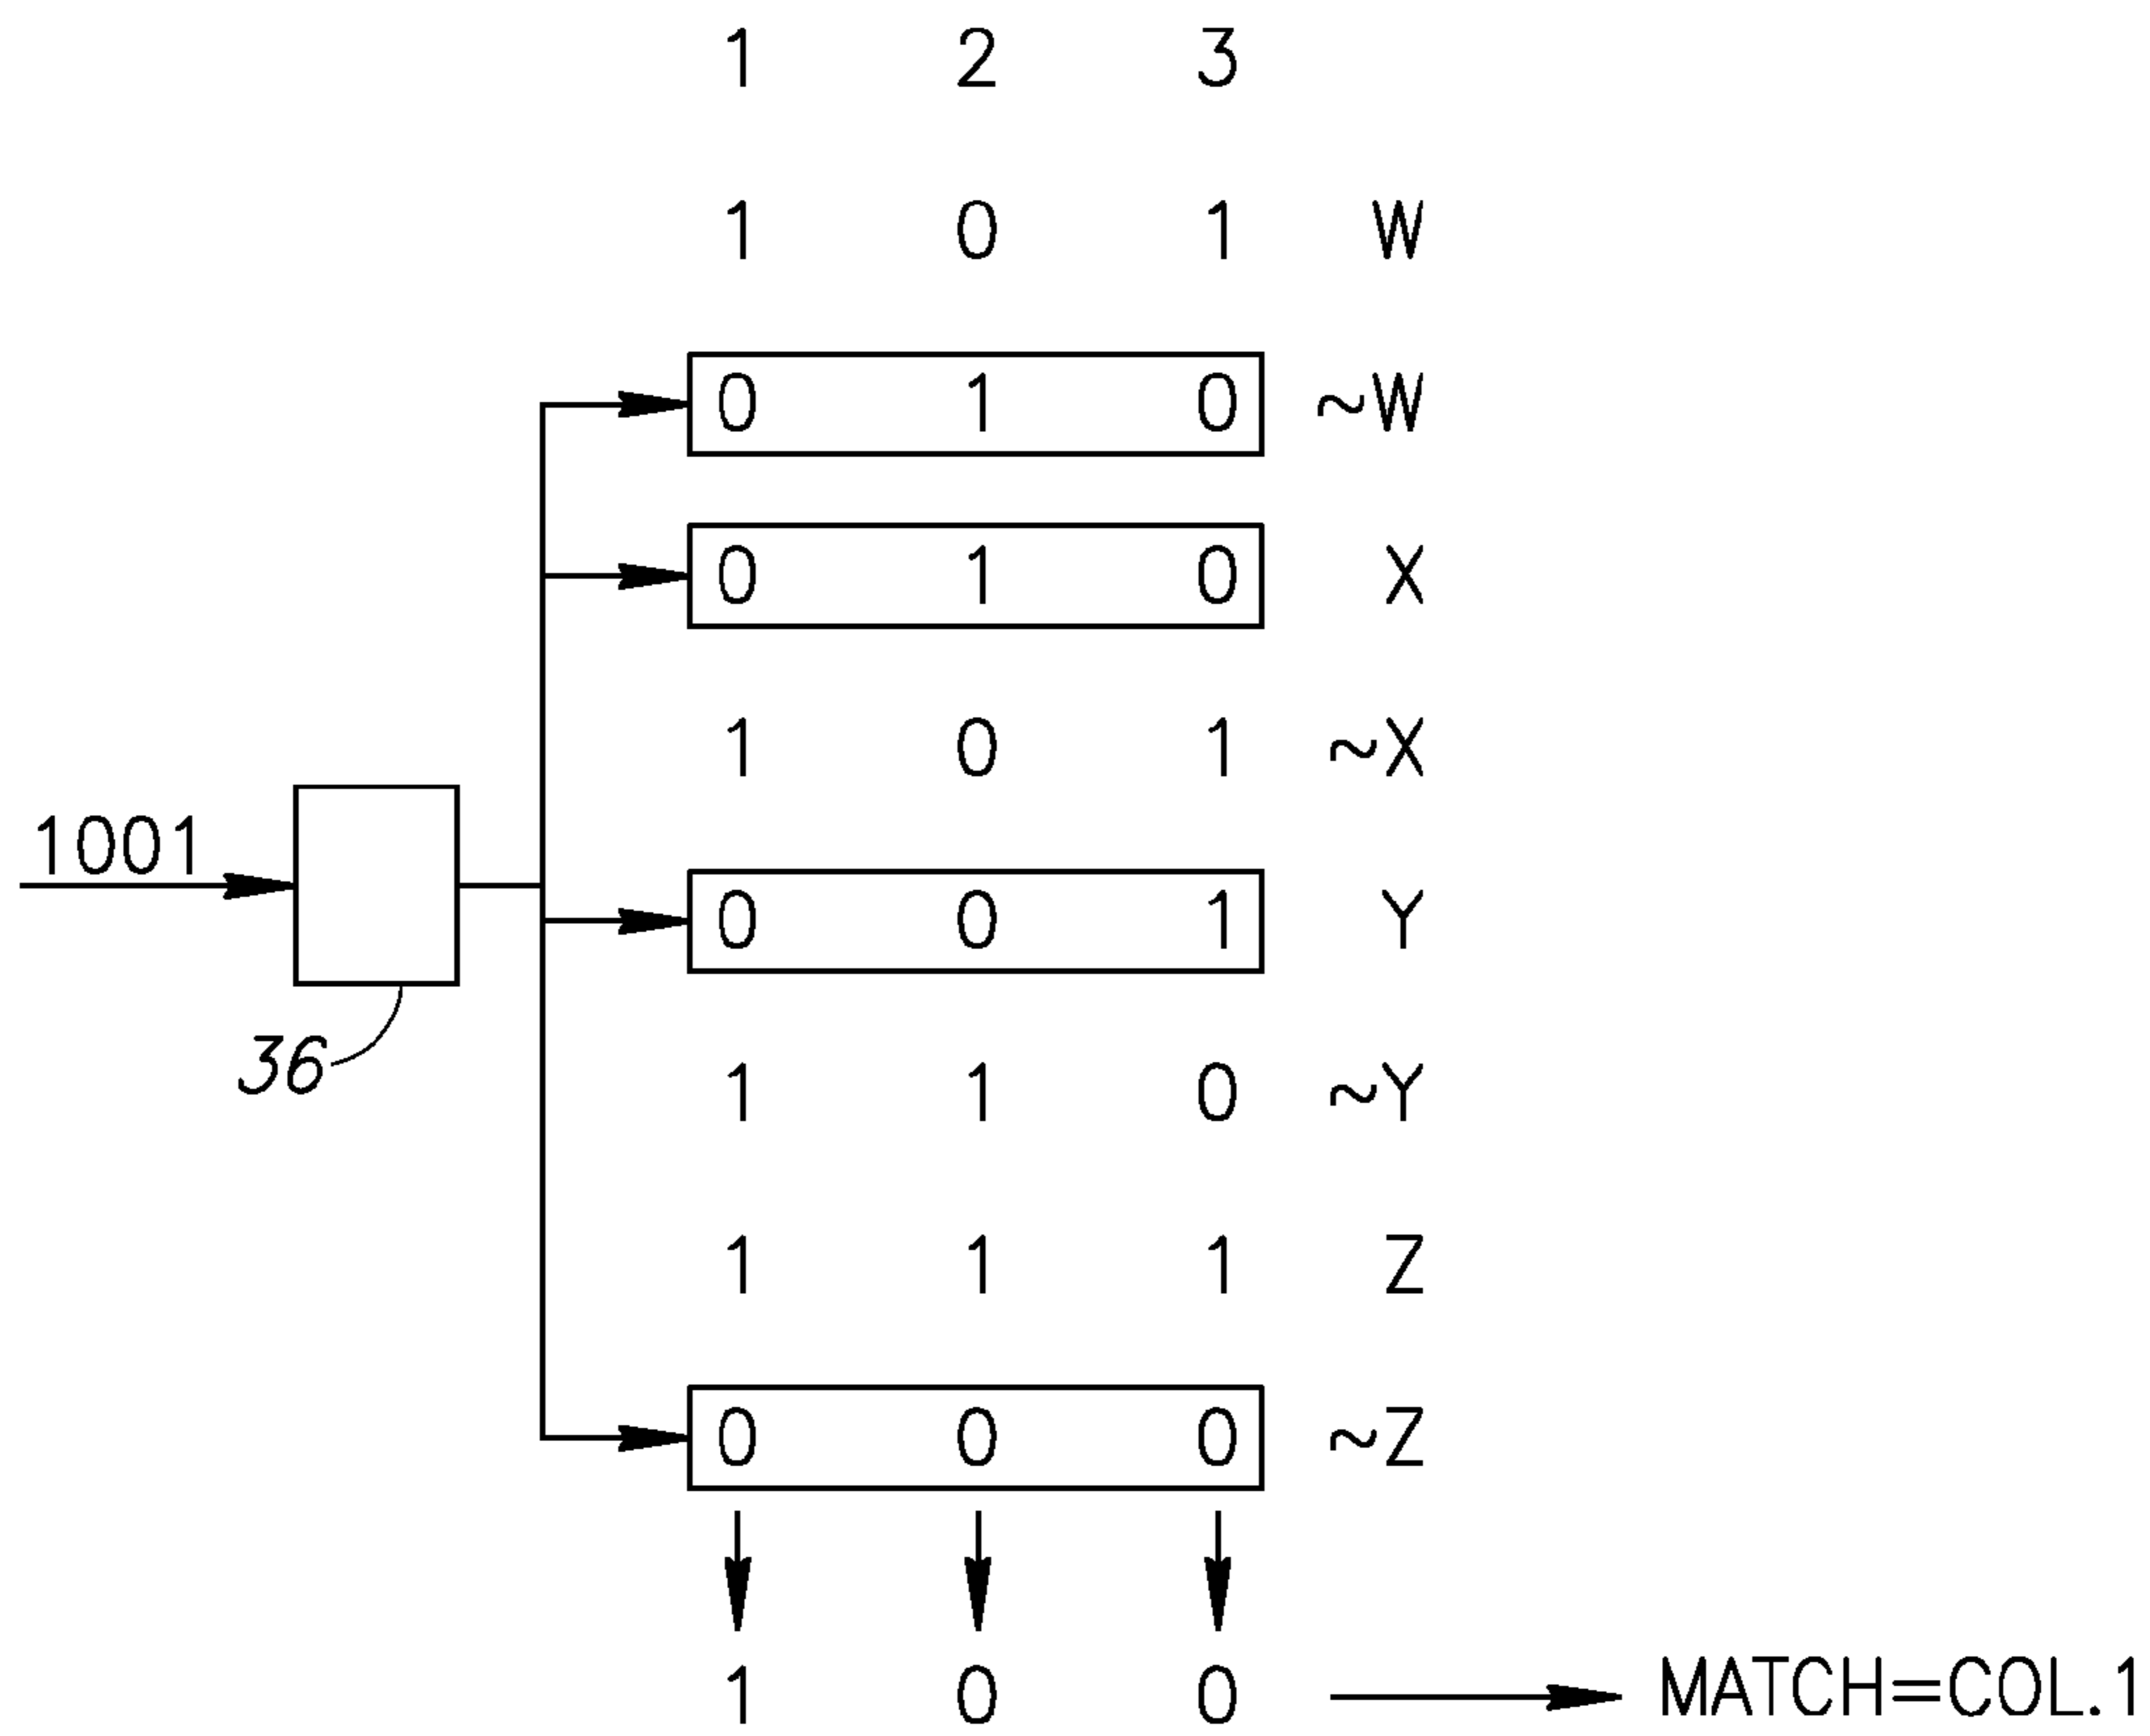 1 2 3
1 0 1 W
0 1 0 ~W
0 1 0 X
1 0 1 ~X
1001
0 0 1 Y
36
1 1 0 ~Y
1 1 1 Z
0 0 0 ~Z
1 0 0 MATCH=COL.1